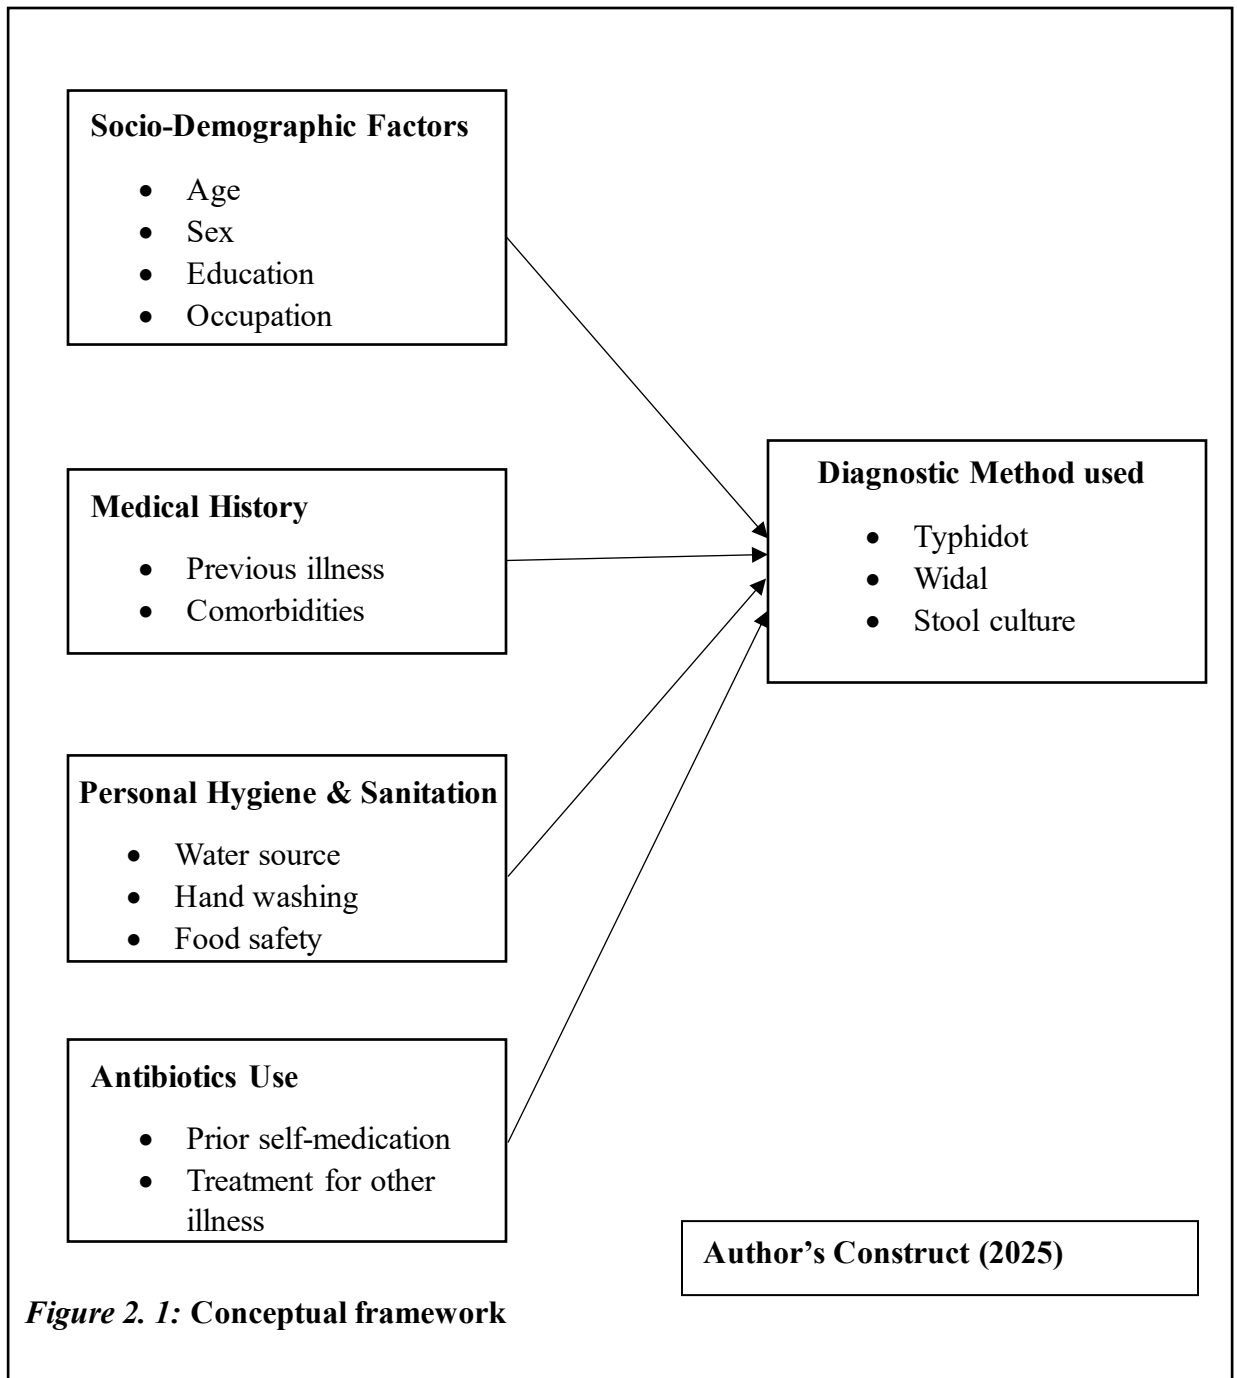 Socio-Demographic Factors
• Age
• Sex
• Education
• Occupation
Medical History
• Previous illness
• Comorbidities
Personal Hygiene & Sanitation
• Water source
• Hand washing
• Food safety
Antibiotics Use
• Prior self-medication
• Treatment for other
illness
Diagnostic Method used
• Typhidot
• Widal
• Stool culture
Author’s Construct (2025)
Figure 2. 1: Conceptual framework